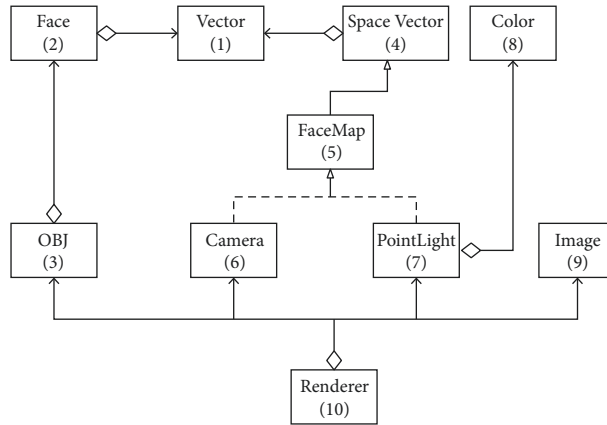 Face
(2)
Vector
(1)
Space Vector
(4)
Color
(8)
FaceMap
(5)
OBJ
(3)
Camera
(6)
PointLight
(7)
Image
(9)
Renderer
(10)